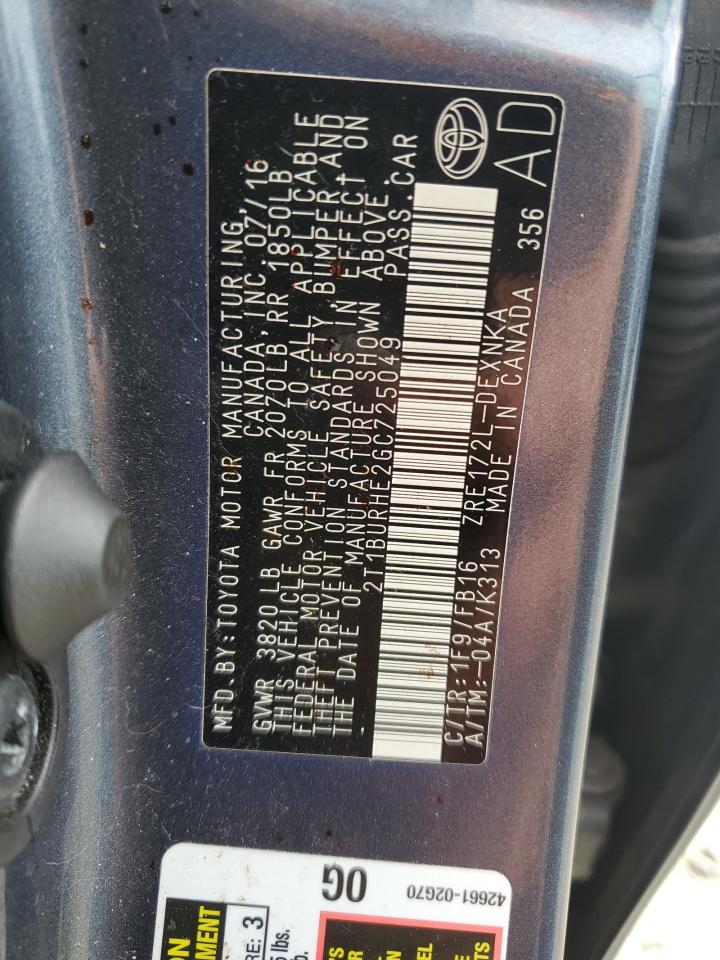 MFD.BY:TOYOTA MOTOR MANUFACTURING,
CANADA, INC. 07/16
GVWR 3820 LB GAWR FR 2070LB RR 1850LB
THIS VEHICLE CONFORMS TO ALL APPLICABLE
FEDERAL MOTOR VEHICLE SAFETY, BUMPER, AND
THEFT PREVENTION STANDARDS IN EFFECT ON
THE DATE OF MANUFACTURE SHOWN ABOVE.
2T1BURHE2GC725049 PASS.CAR
C/TR:1F9/FB16 ZRE172L-DEXNKA 356
A/TM:-04A/K313 MADE IN CANADA
AD
0G
42661-02G70